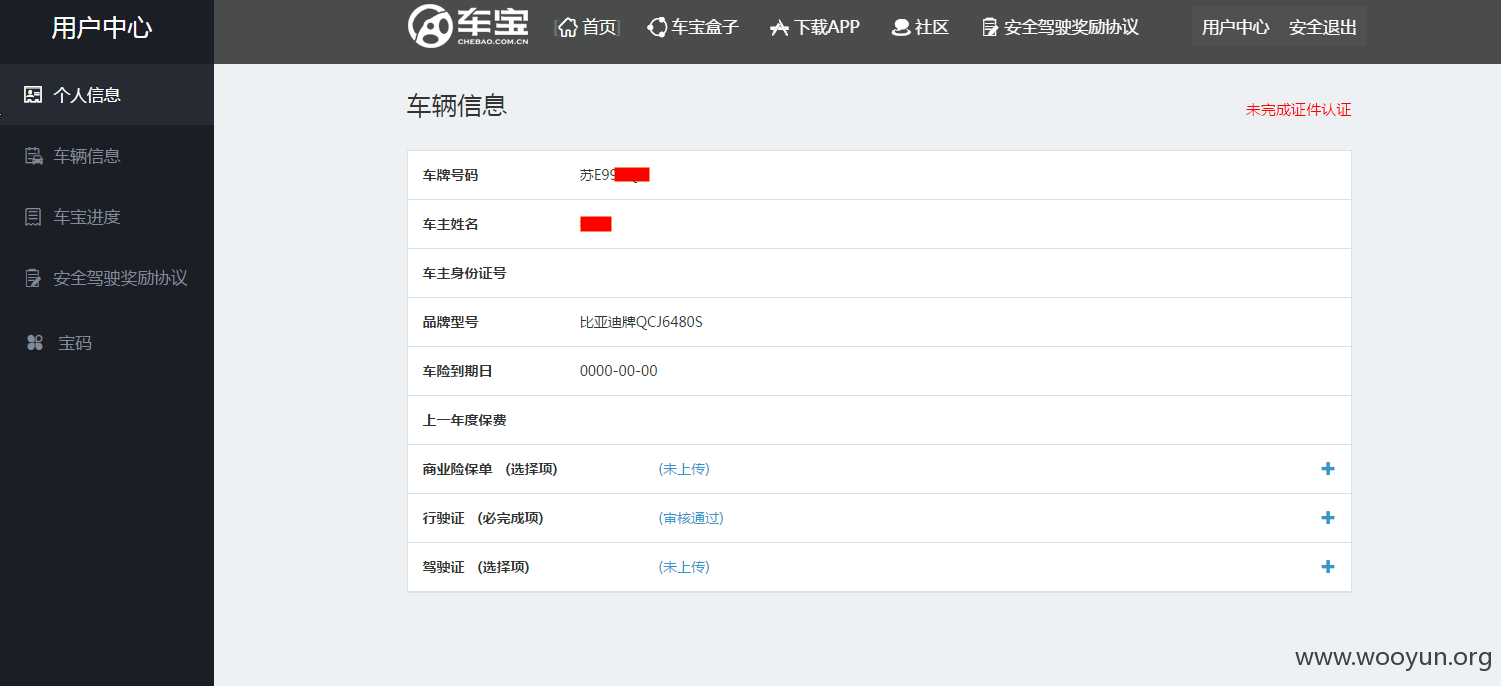 用户中心
车宝
CHEBAO.COM.CN
首页
车宝盒子
下载APP
社区
安全驾驶奖励协议
用户中心
安全退出
个人信息
车辆信息
车宝进度
安全驾驶奖励协议
宝码
车辆信息
未完成证件认证
车牌号码 苏E99
车主姓名
车主身份证号
品牌型号 比亚迪牌QCJ6480S
车险到期日 0000-00-00
上一年度保费
商业险保单 (选择项) (未上传)
行驶证 (必完成项) (审核通过)
驾驶证 (选择项) (未上传)
www.wooyun.org